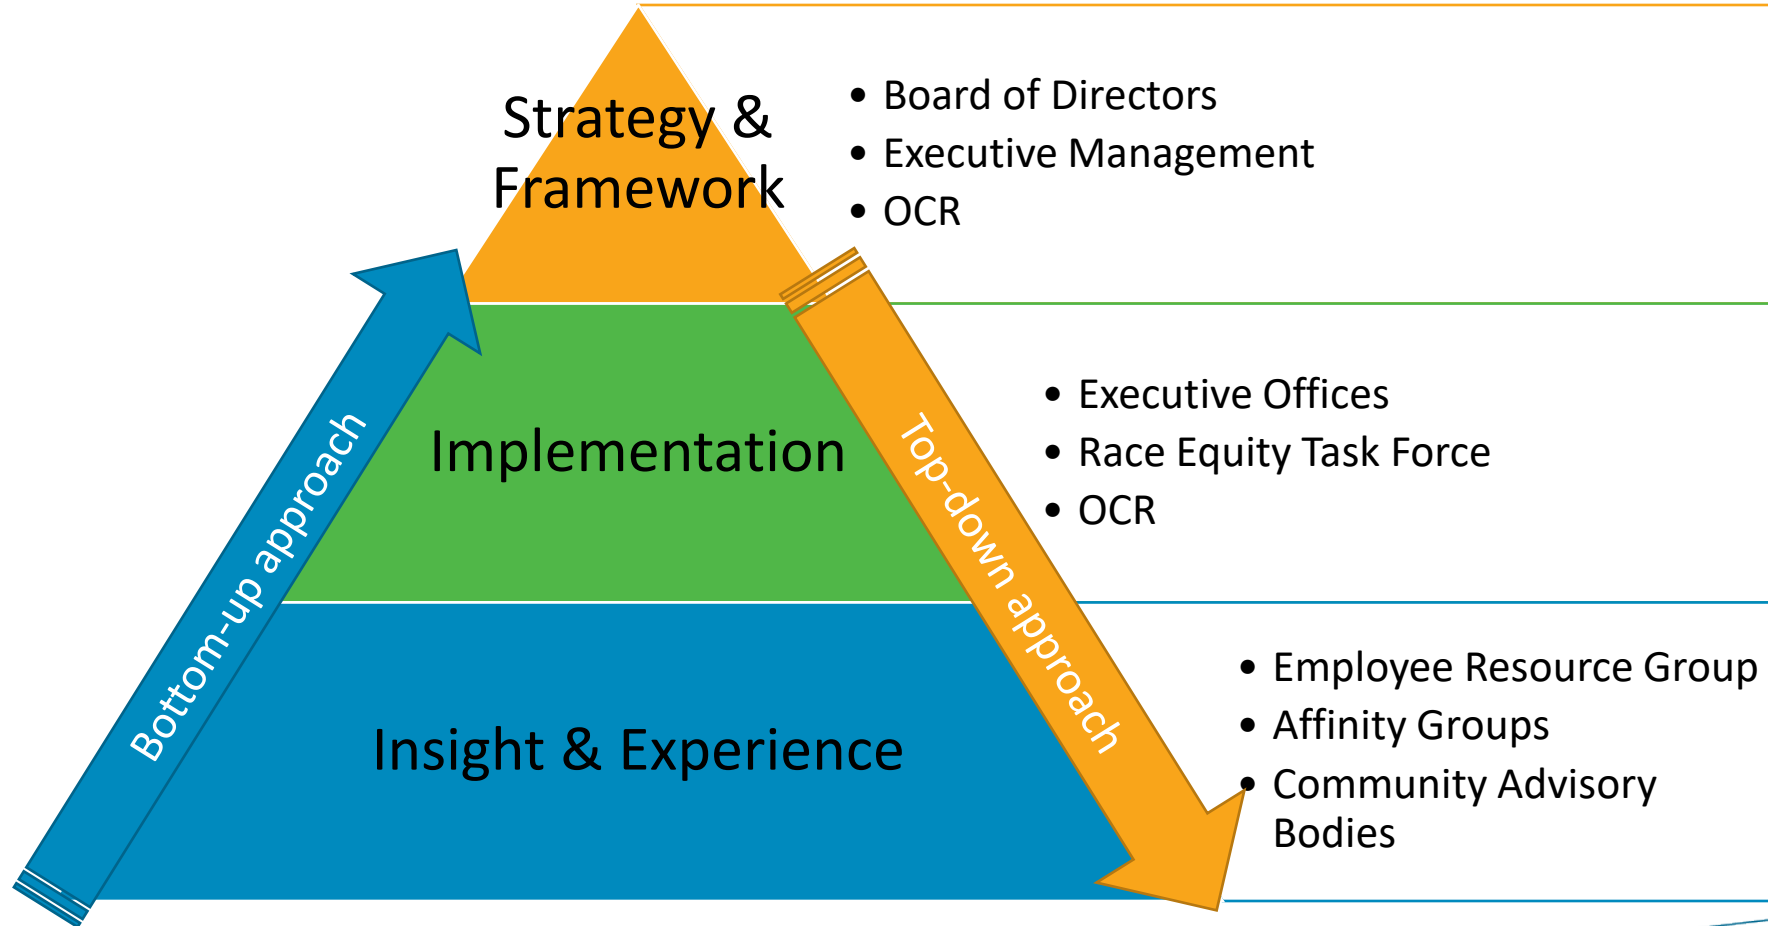 Strategy &
Framework
• Board of Directors
• Executive Management
• OCR
Bottom-up approach
Implementation
Top-down approach
• Executive Offices
• Race Equity Task Force
• OCR
Insight & Experience
• Employee Resource Group
• Affinity Groups
• Community Advisory
Bodies